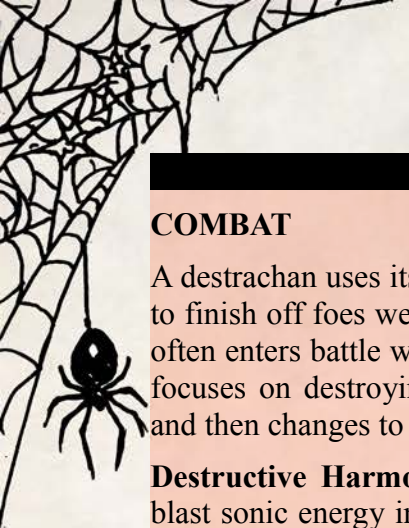 COMBAT
A destrachan uses its
to finish off foes we
often enters battle w
focuses on destroyi
and then changes to
Destructive Harmo
blast sonic energy i